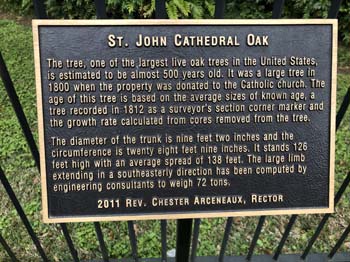 ST. JOHN CATHEDRAL OAK
The tree, one of the largest live oak trees in the United States,
is estimated to be almost 500 years old. It was a large tree in
1800 when the property was donated to the Catholic church. The
age of this tree is based on the average sizes of known age, a
tree recorded in 1812 as a surveyor's section corner marker and
the growth rate calculated from cores removed from the tree.
The diameter of the trunk is nine feet two inches and the
circumference is twenty eight feet nine inches. It stands 126
feet high with an average spread of 138 feet. The large limb
extending in a southeasterly direction has been computed by
engineering consultants to weigh 72 tons.
2011 REV. CHESTER ARCENEAUX, RECTOR